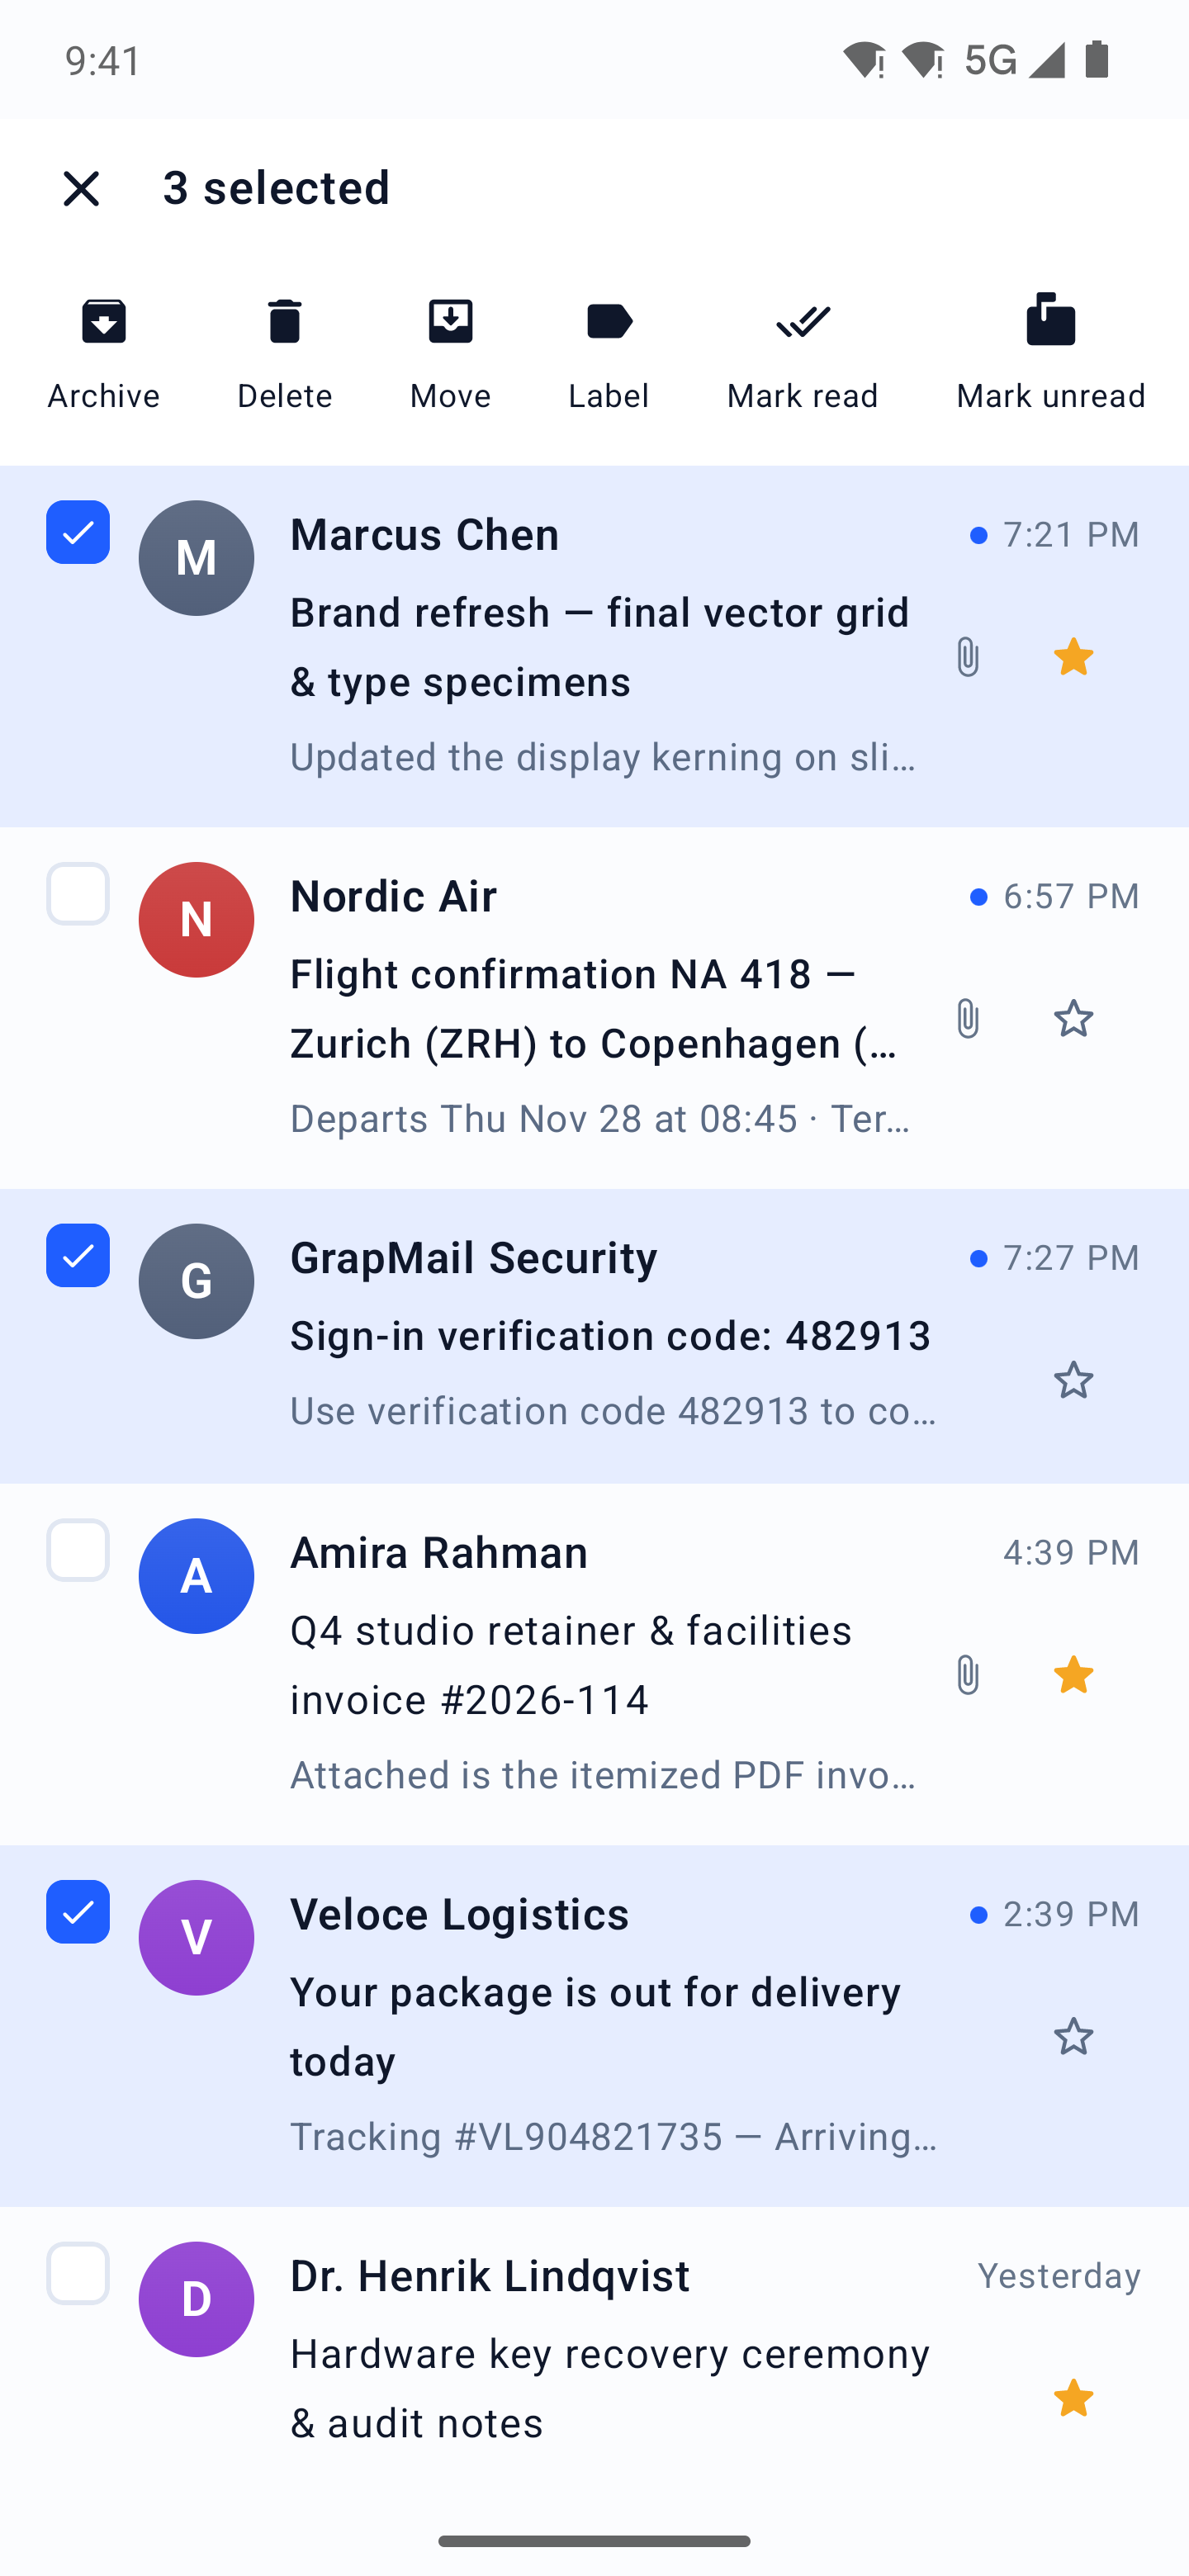 9:41
5G
3 selected
Archive
Delete
Move
Label
Mark read
Mark unread
M
Marcus Chen
7:21 PM
Brand refresh — final vector grid
& type specimens
Updated the display kerning on sli…
N
Nordic Air
6:57 PM
Flight confirmation NA 418 —
Zurich (ZRH) to Copenhagen (…
Departs Thu Nov 28 at 08:45 · Ter…
G
GrapMail Security
7:27 PM
Sign-in verification code: 482913
Use verification code 482913 to co…
A
Amira Rahman
4:39 PM
Q4 studio retainer & facilities
invoice #2026-114
Attached is the itemized PDF invo…
V
Veloce Logistics
2:39 PM
Your package is out for delivery
today
Tracking #VL904821735 — Arriving…
D
Dr. Henrik Lindqvist
Yesterday
Hardware key recovery ceremony
& audit notes